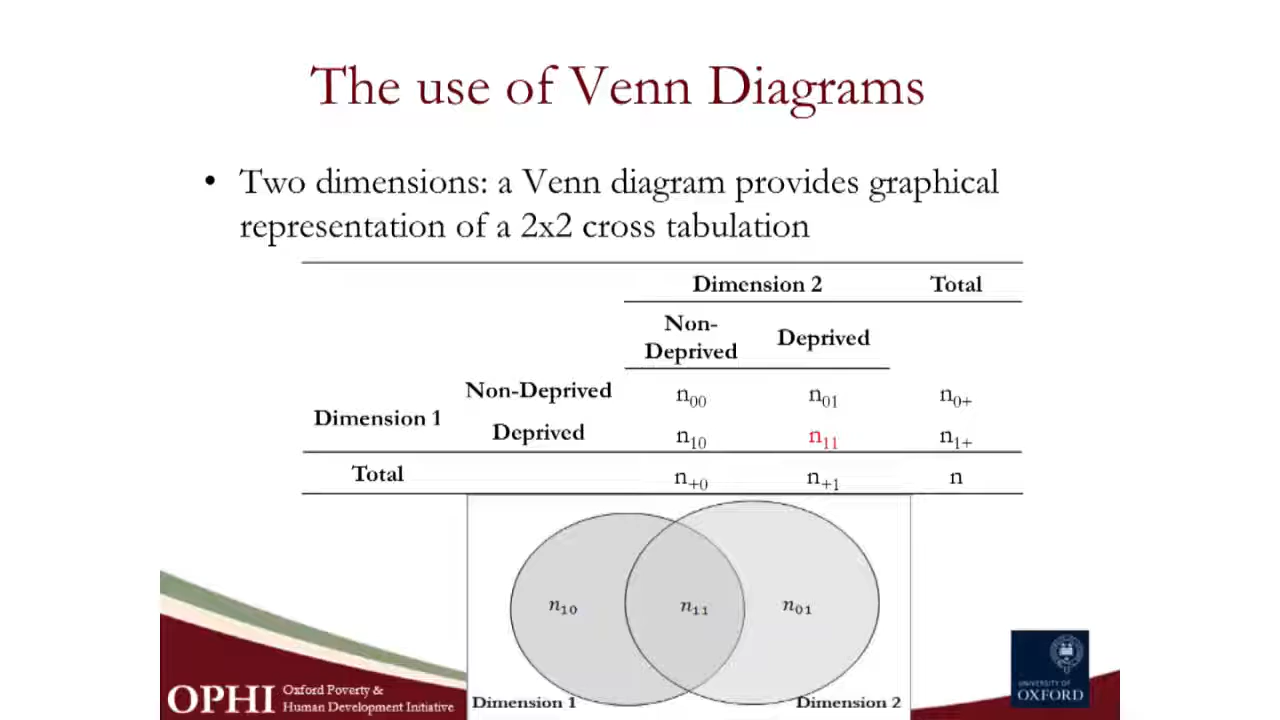 The use of Venn Diagrams
• Two dimensions: a Venn diagram provides graphical
representation of a 2x2 cross tabulation
Dimension 2 Total
Non-
Deprived Deprived
Dimension 1 Non-Deprived n00 n01 n0+
Deprived n10 n11 n1+
Total n+0 n+1 n
n10 n11 n01
Dimension 1 Dimension 2
OPHI Oxford Poverty &
Human Development Initiative
UNIVERSITY OF
OXFORD